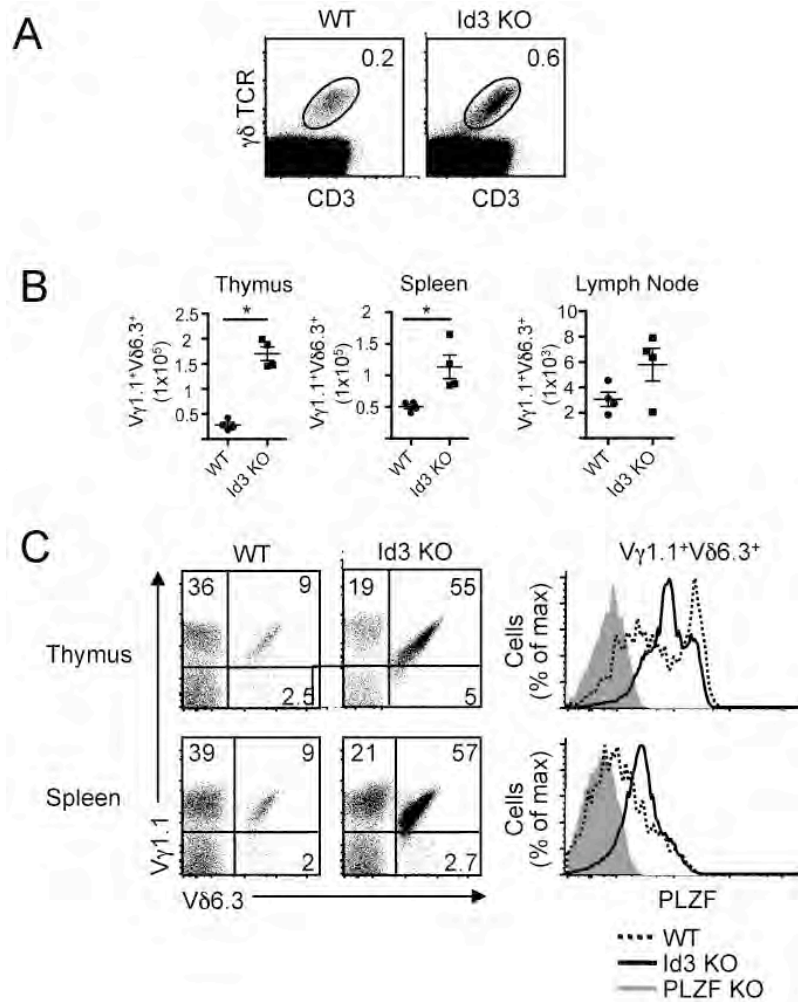 A
WT
Id3 KO
0.2
0.6
γδ TCR
CD3
CD3
B
Thymus
Spleen
Lymph Node
Vγ1.1⁺Vδ6.3⁺
(1x10⁵)
2.5
2
1.5
1
0.5
*
WT
Id3 KO
Vγ1.1⁺Vδ6.3⁺
(1x10⁵)
2
1.5
1
0.5
*
WT
Id3 KO
Vγ1.1⁺Vδ6.3⁺
(1x10³)
10
8
6
4
2
WT
Id3 KO
C
WT
Id3 KO
Vγ1.1⁺Vδ6.3⁺
Thymus
36
9
2.5
19
55
5
Cells
(% of max)
Spleen
39
9
2
21
57
2.7
Cells
(% of max)
Vγ1.1
Vδ6.3
PLZF
WT
Id3 KO
PLZF KO